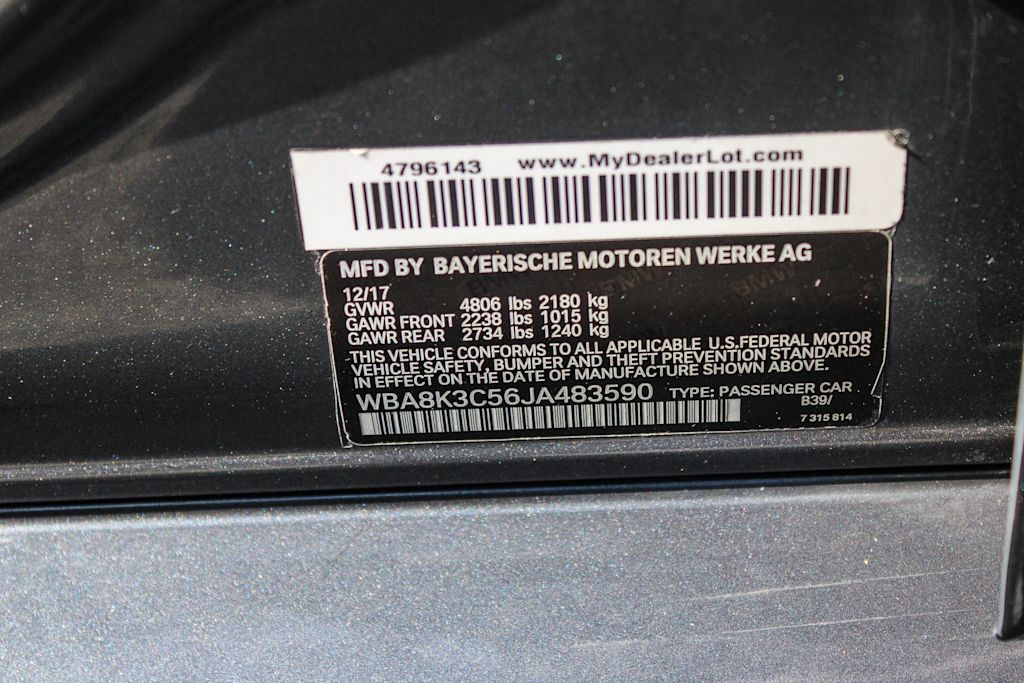 4796143 www.MyDealerLot.com
MFD BY BAYERISCHE MOTOREN WERKE AG
12/17
GVWR 4806 lbs 2180 kg
GAWR FRONT 2238 lbs 1015 kg
GAWR REAR 2734 lbs 1240 kg
THIS VEHICLE CONFORMS TO ALL APPLICABLE U.S.FEDERAL MOTOR
VEHICLE SAFETY, BUMPER AND THEFT PREVENTION STANDARDS
IN EFFECT ON THE DATE OF MANUFACTURE SHOWN ABOVE.
WBA8K3C56JA483590 TYPE: PASSENGER CAR
B39/
7 315 814